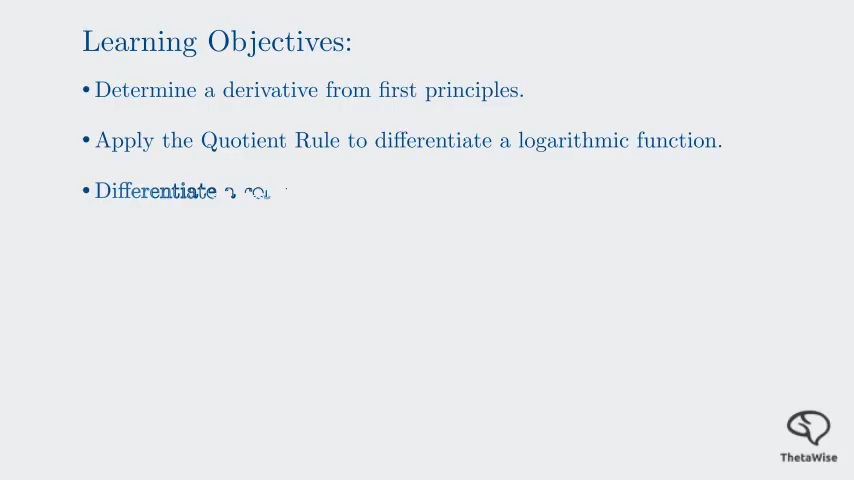 Learning Objectives:
• Determine a derivative from first principles.
• Apply the Quotient Rule to differentiate a logarithmic function.
• Differentiate
ThetaWise